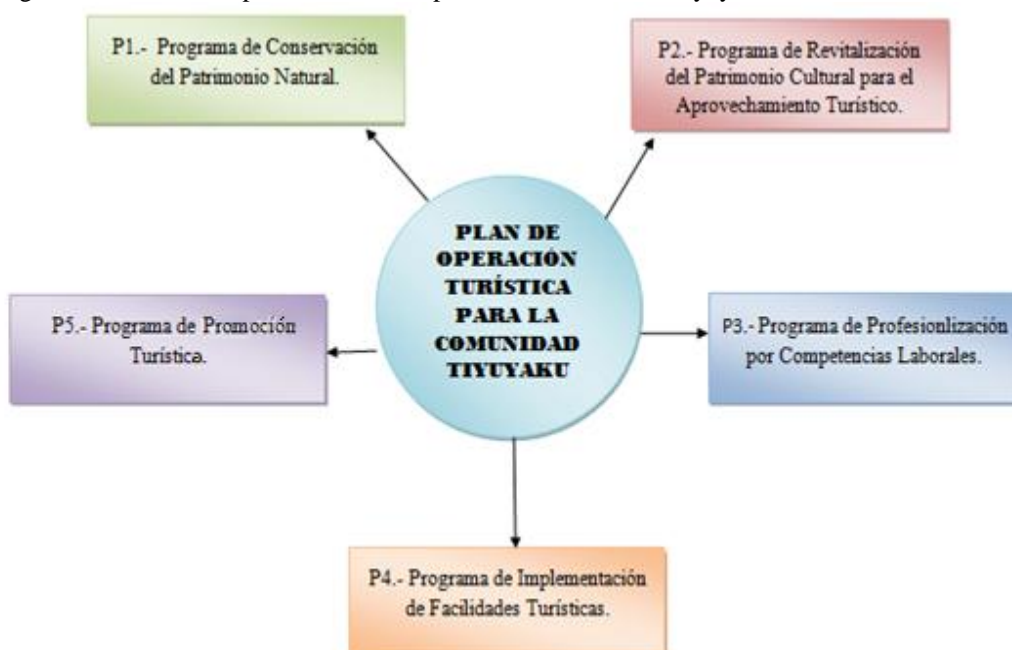 P1.- Programa de Conservación
del Patrimonio Natural.
P2.- Programa de Revitalización
del Patrimonio Cultural para el
Aprovechamiento Turístico.
PLAN DE
OPERACIÓN
TURÍSTICA
PARA LA
COMUNIDAD
TIYUYAKU
P5.- Programa de Promoción
Turística.
P3.- Programa de Profesionlización
por Competencias Laborales.
P4.- Programa de Implementación
de Facilidades Turísticas.